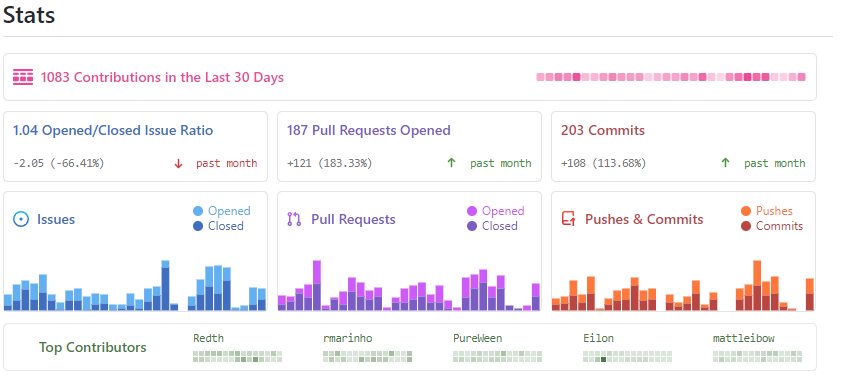 Stats
1083 Contributions in the Last 30 Days
1.04 Opened/Closed Issue Ratio
-2.05 (-66.41%) ↓ past month
187 Pull Requests Opened
+121 (183.33%) ↑ past month
203 Commits
+108 (113.68%) ↑ past month
Issues
Opened
Closed
Pull Requests
Opened
Closed
Pushes & Commits
Pushes
Commits
Top Contributors
Redth
rmarinho
PureWeen
Eilon
mattleibow